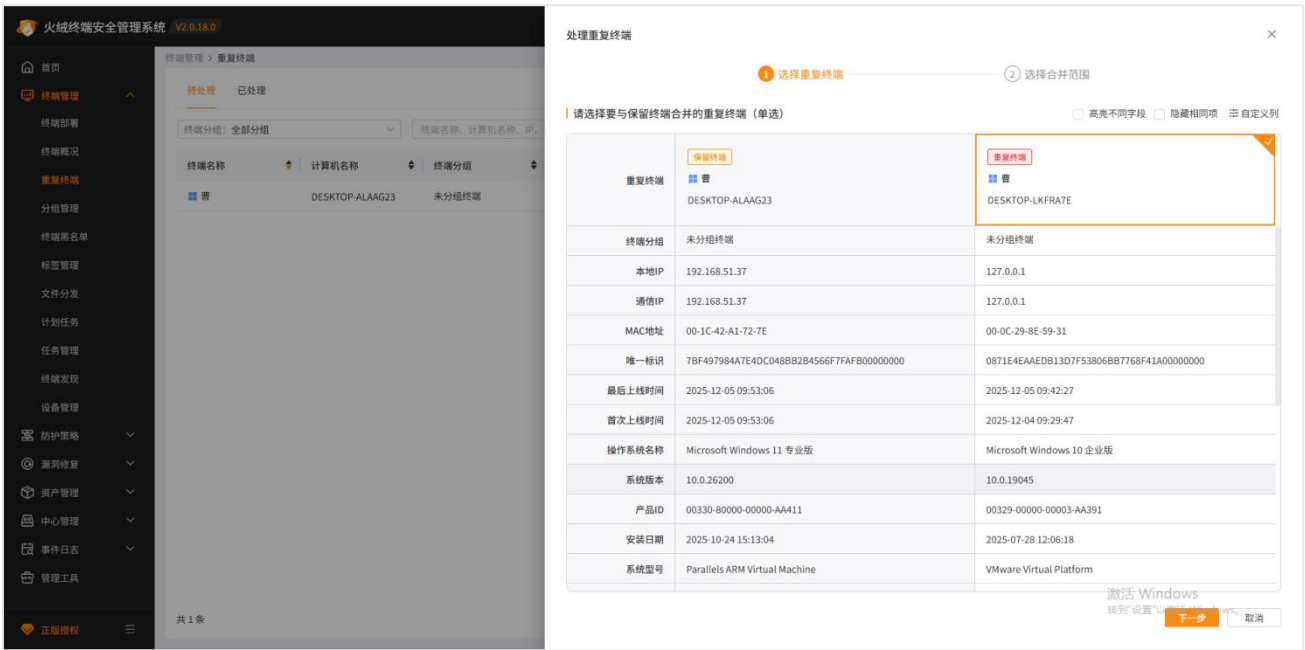 火绒终端安全管理系统 V2.0.18.0
首页
终端管理
终端部署
终端概况
重复终端
分组管理
终端黑名单
标签管理
文件分发
计划任务
任务管理
终端发现
设备管理
防护策略
漏洞修复
资产管理
中心管理
事件日志
管理工具
正版授权
终端管理 > 重复终端
待处理 已处理
终端分组: 全部分组 终端名称、计算机名称、IP、
终端名称 计算机名称 终端分组
曹 DESKTOP-ALAAG23 未分组终端
共 1 条
处理重复终端
1 选择重复终端 2 选择合并范围
请选择要与保留终端合并的重复终端（单选） 高亮不同字段 隐藏相同项 自定义列
重复终端 保留终端 曹 DESKTOP-ALAAG23 重复终端 曹 DESKTOP-LKFRA7E
终端分组 未分组终端 未分组终端
本地IP 192.168.51.37 127.0.0.1
通信IP 192.168.51.37 127.0.0.1
MAC地址 00-1C-42-A1-72-7E 00-0C-29-8E-59-31
唯一标识 7BF497984A7E4DC048BB2B4566F7FAFB00000000 0871E4EAAEDB13D7F53806BB7768F41A00000000
最后上线时间 2025-12-05 09:53:06 2025-12-05 09:42:27
首次上线时间 2025-12-05 09:53:06 2025-12-04 09:29:47
操作系统名称 Microsoft Windows 11 专业版 Microsoft Windows 10 企业版
系统版本 10.0.26200 10.0.19045
产品ID 00330-80000-00000-AA411 00329-00000-00003-AA391
安装日期 2025-10-24 15:13:04 2025-07-28 12:06:18
系统型号 Parallels ARM Virtual Machine VMware Virtual Platform
激活 Windows
转到"设置"以
下一步 取消